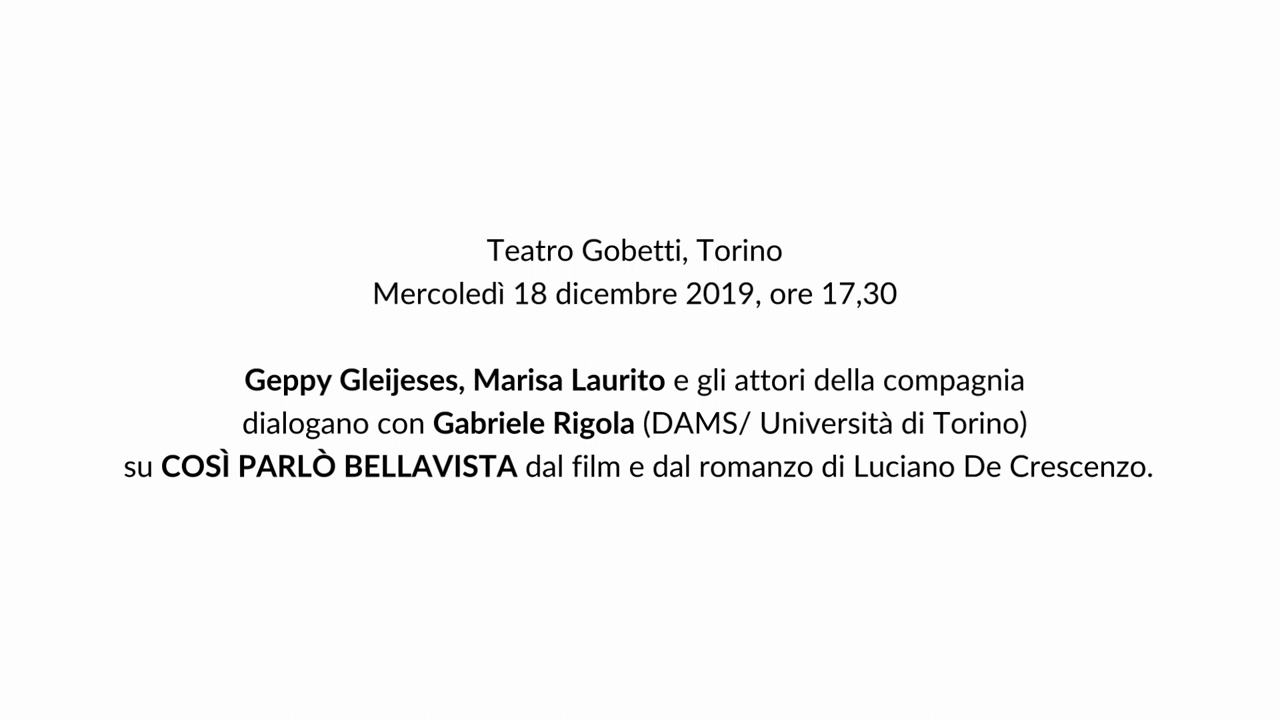 Teatro Gobetti, Torino
Mercoledì 18 dicembre 2019, ore 17,30
Geppy Gleijeses, Marisa Laurito e gli attori della compagnia
dialogano con Gabriele Rigola (DAMS/ Università di Torino)
su COSÌ PARLÒ BELLAVISTA dal film e dal romanzo di Luciano De Crescenzo.